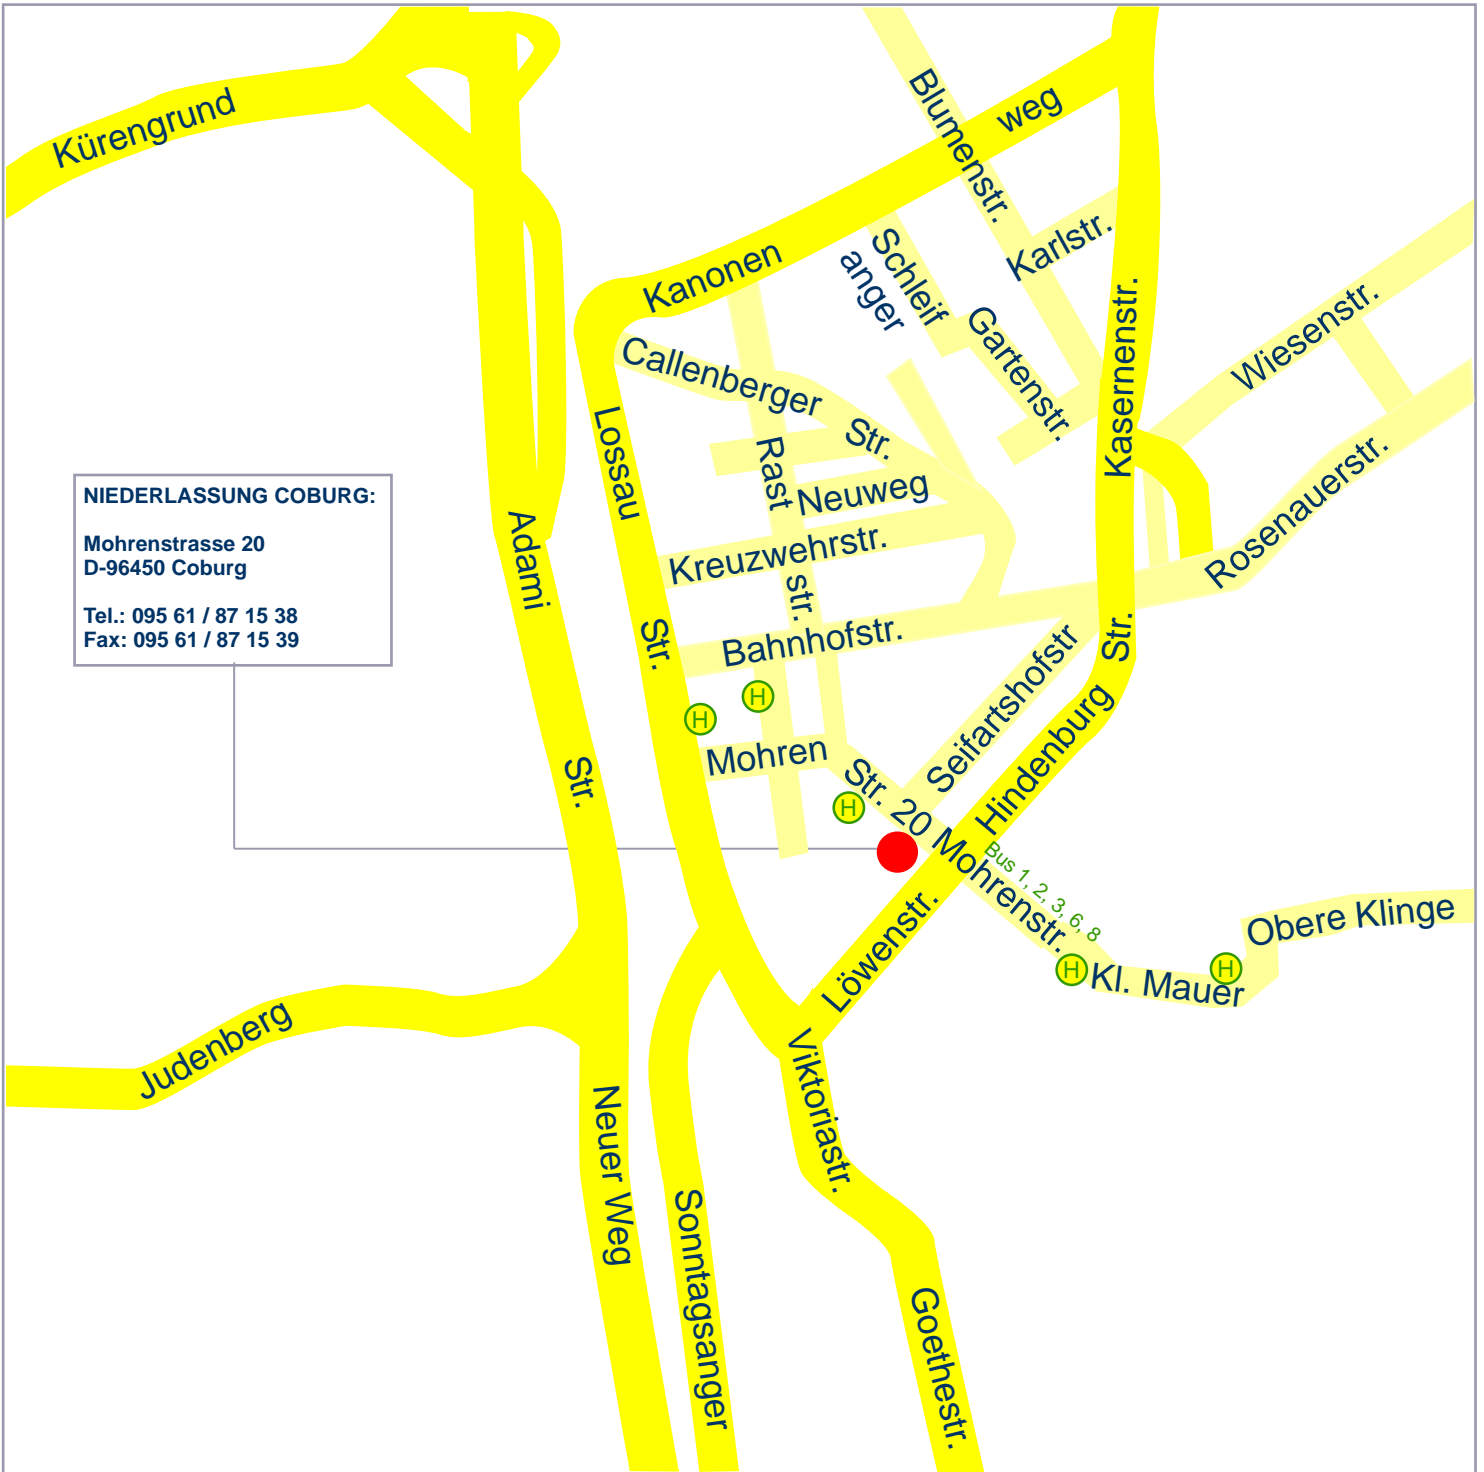 Kürengrund
Blumenstr.
weg
Kanonen
Schleif
anger
Karlstr.
Gartenstr.
Kasernenstr.
Wiesenstr.
Callenberger
Str.
Lossau
Str.
Rast
str.
Neuweg
Kreuzwehrstr.
Rosenauerstr.
Bahnhofstr.
NIEDERLASSUNG COBURG:
Mohrenstrasse 20
D-96450 Coburg
Tel.: 095 61 / 87 15 38
Fax: 095 61 / 87 15 39
Adami
Str.
Seifartshofstr
Hindenburg
Str.
H
H
Mohren
Str. 20
H
Mohrenstr.
Bus 1, 2, 3, 6, 8
Löwenstr.
H
Kl. Mauer
H
Obere Klinge
Judenberg
Viktoriastr.
Neuer Weg
Sonntagsanger
Goethestr.